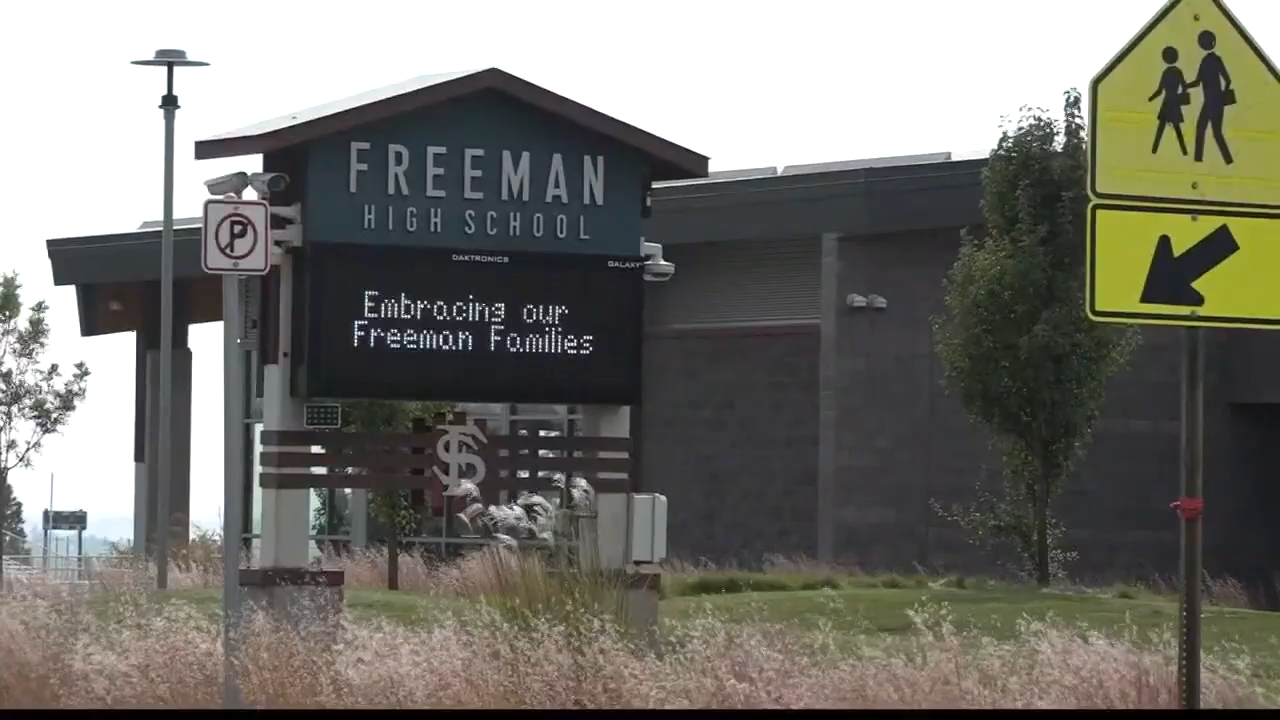 FREEMAN
HIGH SCHOOL
DAKTRONICS
GALAXY
Embracing our
Freeman Families
P
FS